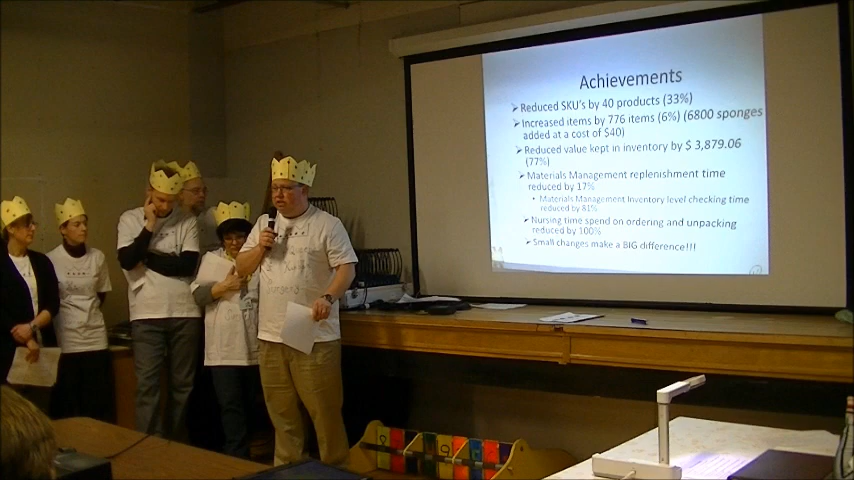 Achievements
➢ Reduced SKU's by 40 products (33%)
➢ Increased items by 776 items (6%) (6800 sponges
added at a cost of $40)
➢ Reduced value kept in inventory by $ 3,879.06
(77%)
➢ Materials Management replenishment time
reduced by 17%
• Materials Management Inventory level checking time
reduced by 81%
➢ Nursing time spend on ordering and unpacking
reduced by 100%
➢ Small changes make a BIG difference!!!